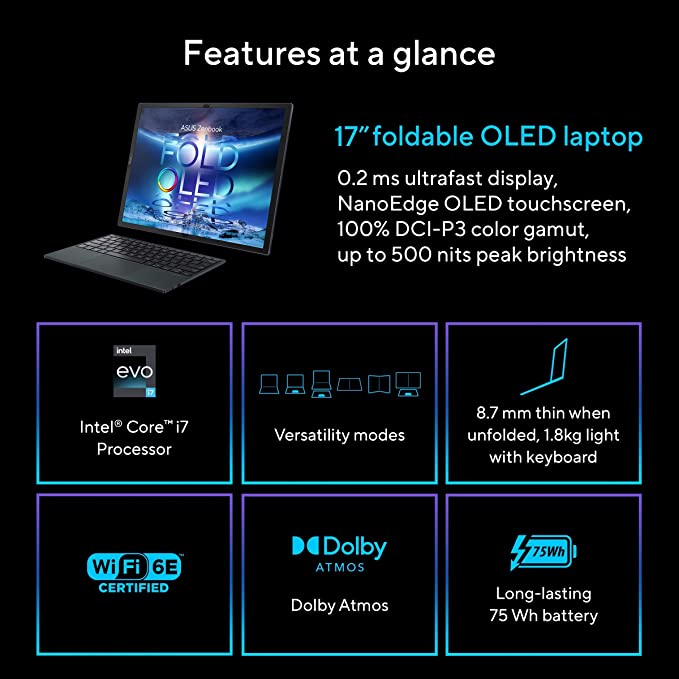 Features at a glance
ASUS Zenbook
FOLD
OLED
17” foldable OLED laptop
0.2 ms ultrafast display,
NanoEdge OLED touchscreen,
100% DCI-P3 color gamut,
up to 500 nits peak brightness
intel
evo
i7
Intel® Core™ i7
Processor
Versatility modes
8.7 mm thin when
unfolded, 1.8kg light
with keyboard
Wi Fi 6E™
CERTIFIED
Dolby
ATMOS
Dolby Atmos
75Wh
Long-lasting
75 Wh battery